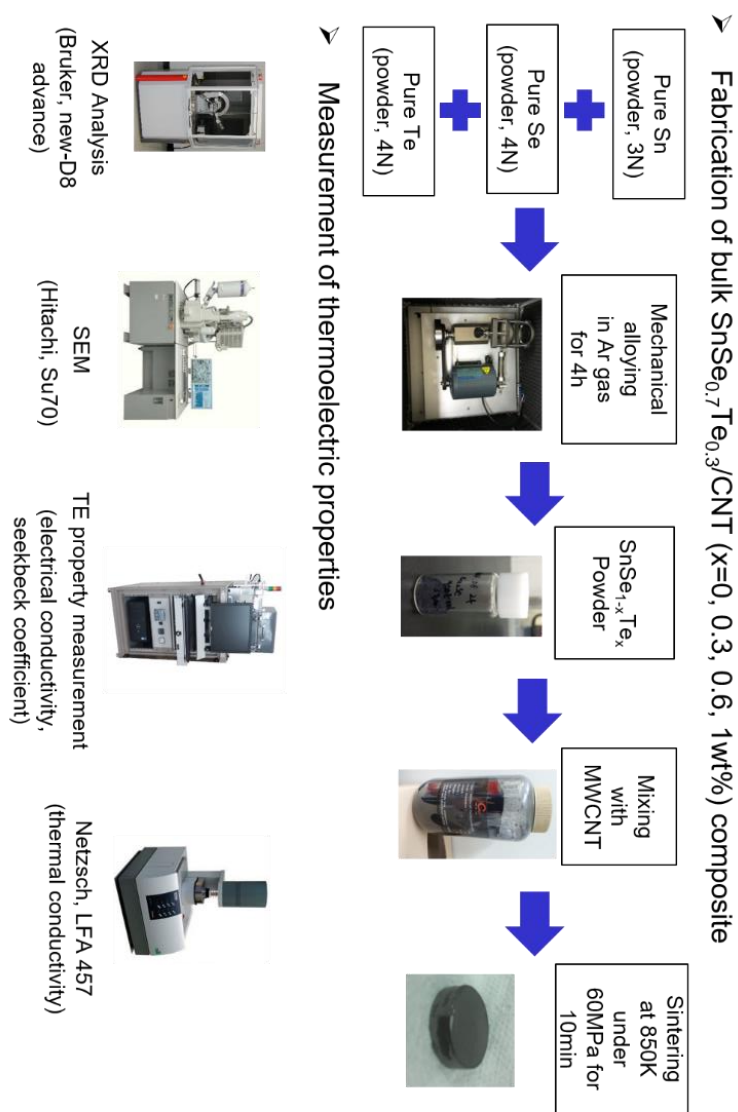 ➢ Fabrication of bulk SnSe₀.₇Te₀.₃/CNT (x=0, 0.3, 0.6, 1wt%) composite
Pure Sn
(powder, 3N)
Pure Se
(powder, 4N)
Pure Te
(powder, 4N)
Mechanical
alloying
in Ar gas
for 4h
SnSe₁₋ₓTeₓ
Powder
Mixing
with
MWCNT
Sintering
at 850K
under
60MPa for
10min
➢ Measurement of thermoelectric properties
XRD Analysis
(Bruker, new-D8
advance)
SEM
(Hitachi, Su70)
TE property measurement
(electrical conductivity,
seekbeck coefficient)
Netzsch, LFA 457
(thermal conductivity)